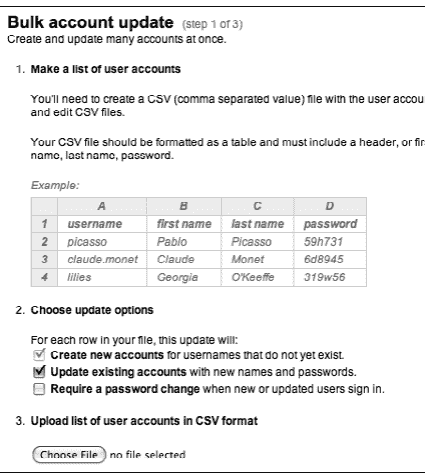 Bulk account update (step 1 of 3)
Create and update many accounts at once.
1. Make a list of user accounts
You'll need to create a CSV (comma separated value) file with the user accou
and edit CSV files.
Your CSV file should be formatted as a table and must include a header, or fir
name, last name, password.
Example:
A B C D
1 username first name last name password
2 picasso Pablo Picasso 59h731
3 claude.monet Claude Monet 6d8945
4 lilies Georgia O'Keeffe 319w56
2. Choose update options
For each row in your file, this update will:
Create new accounts for usernames that do not yet exist.
Update existing accounts with new names and passwords.
Require a password change when new or updated users sign in.
3. Upload list of user accounts in CSV format
Choose File no file selected